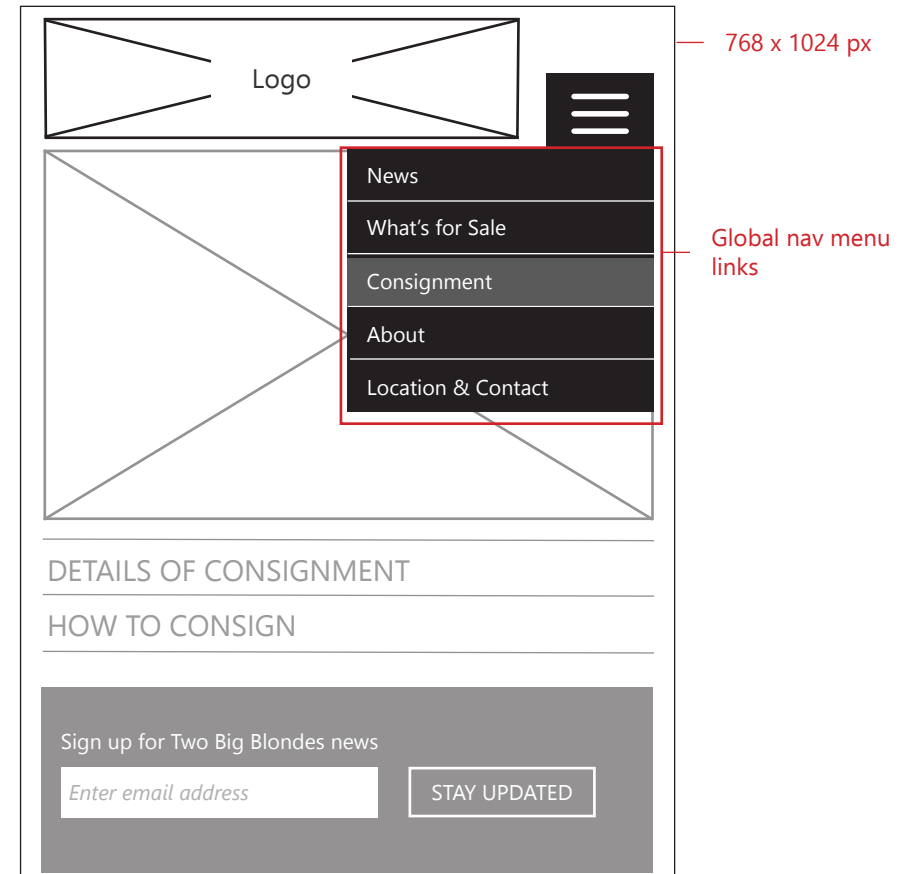 Logo
768 x 1024 px
News
What's for Sale
Global nav menu
links
Consignment
About
Location & Contact
DETAILS OF CONSIGNMENT
HOW TO CONSIGN
Sign up for Two Big Blondes news
Enter email address
STAY UPDATED